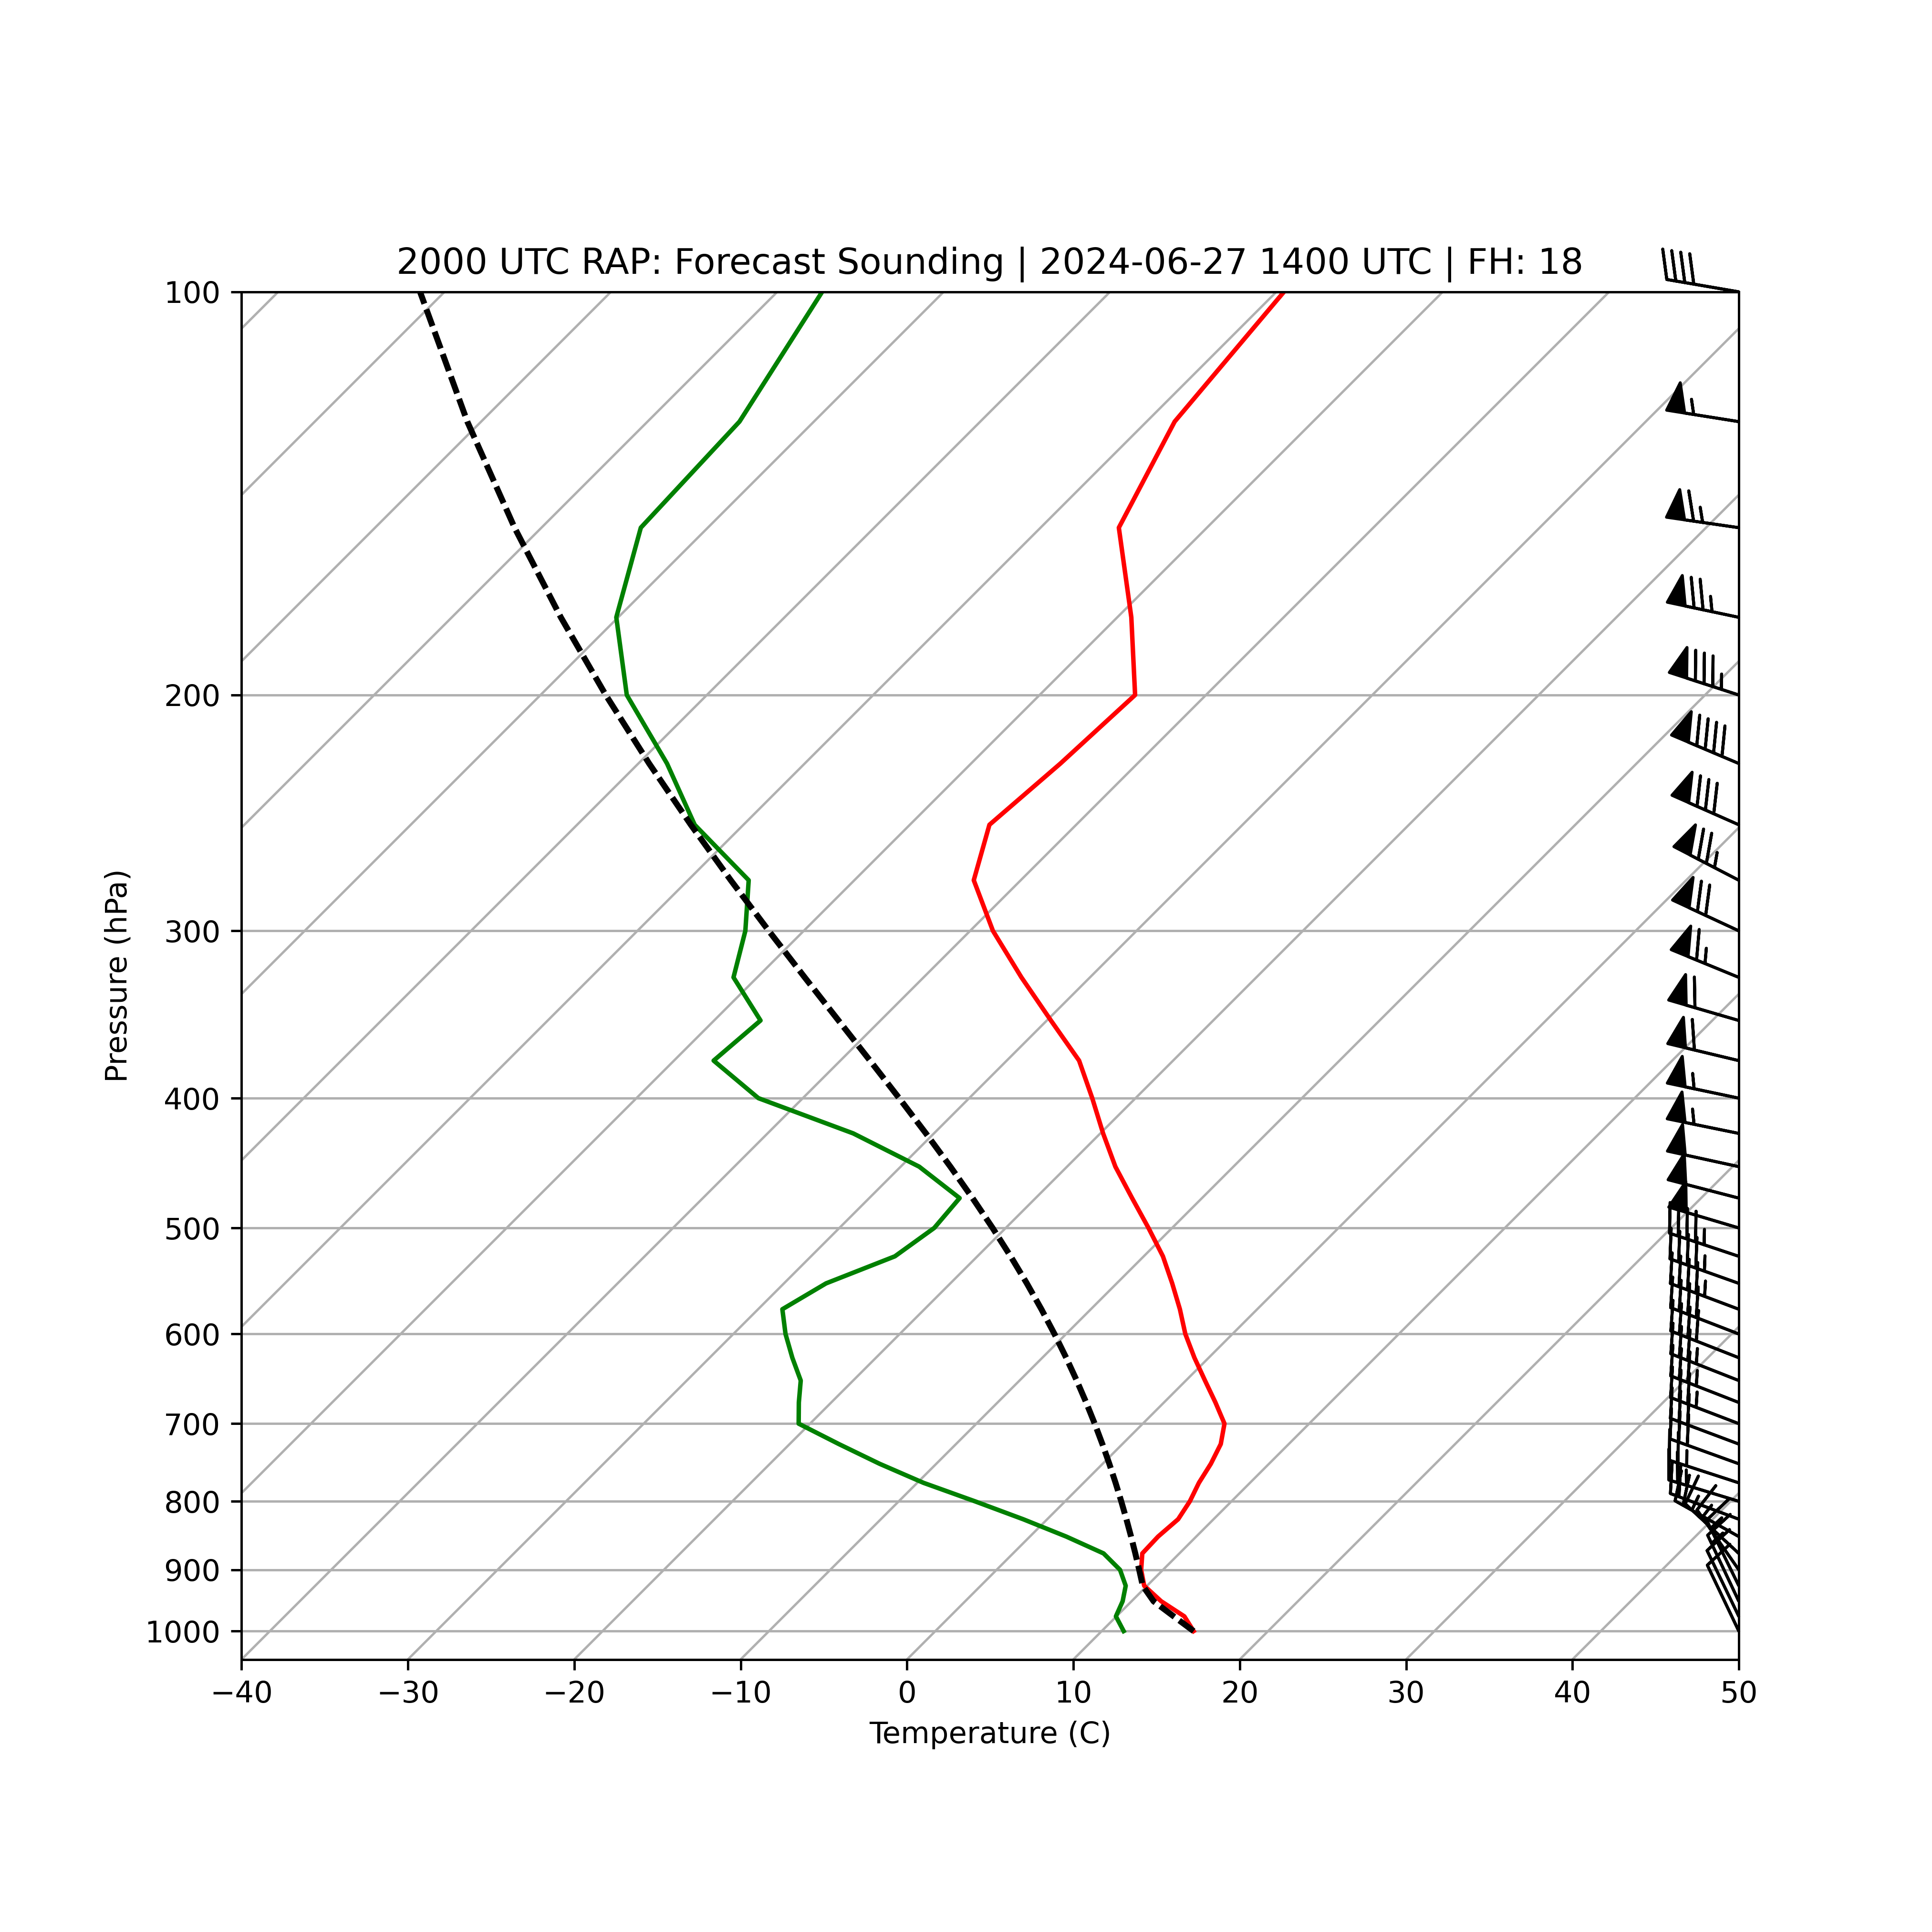 2000 UTC RAP: Forecast Sounding | 2024-06-27 1400 UTC | FH: 18
100
200
300
400
500
600
700
800
900
1000
Pressure (hPa)
−40 −30 −20 −10 0 10 20 30 40 50
Temperature (C)